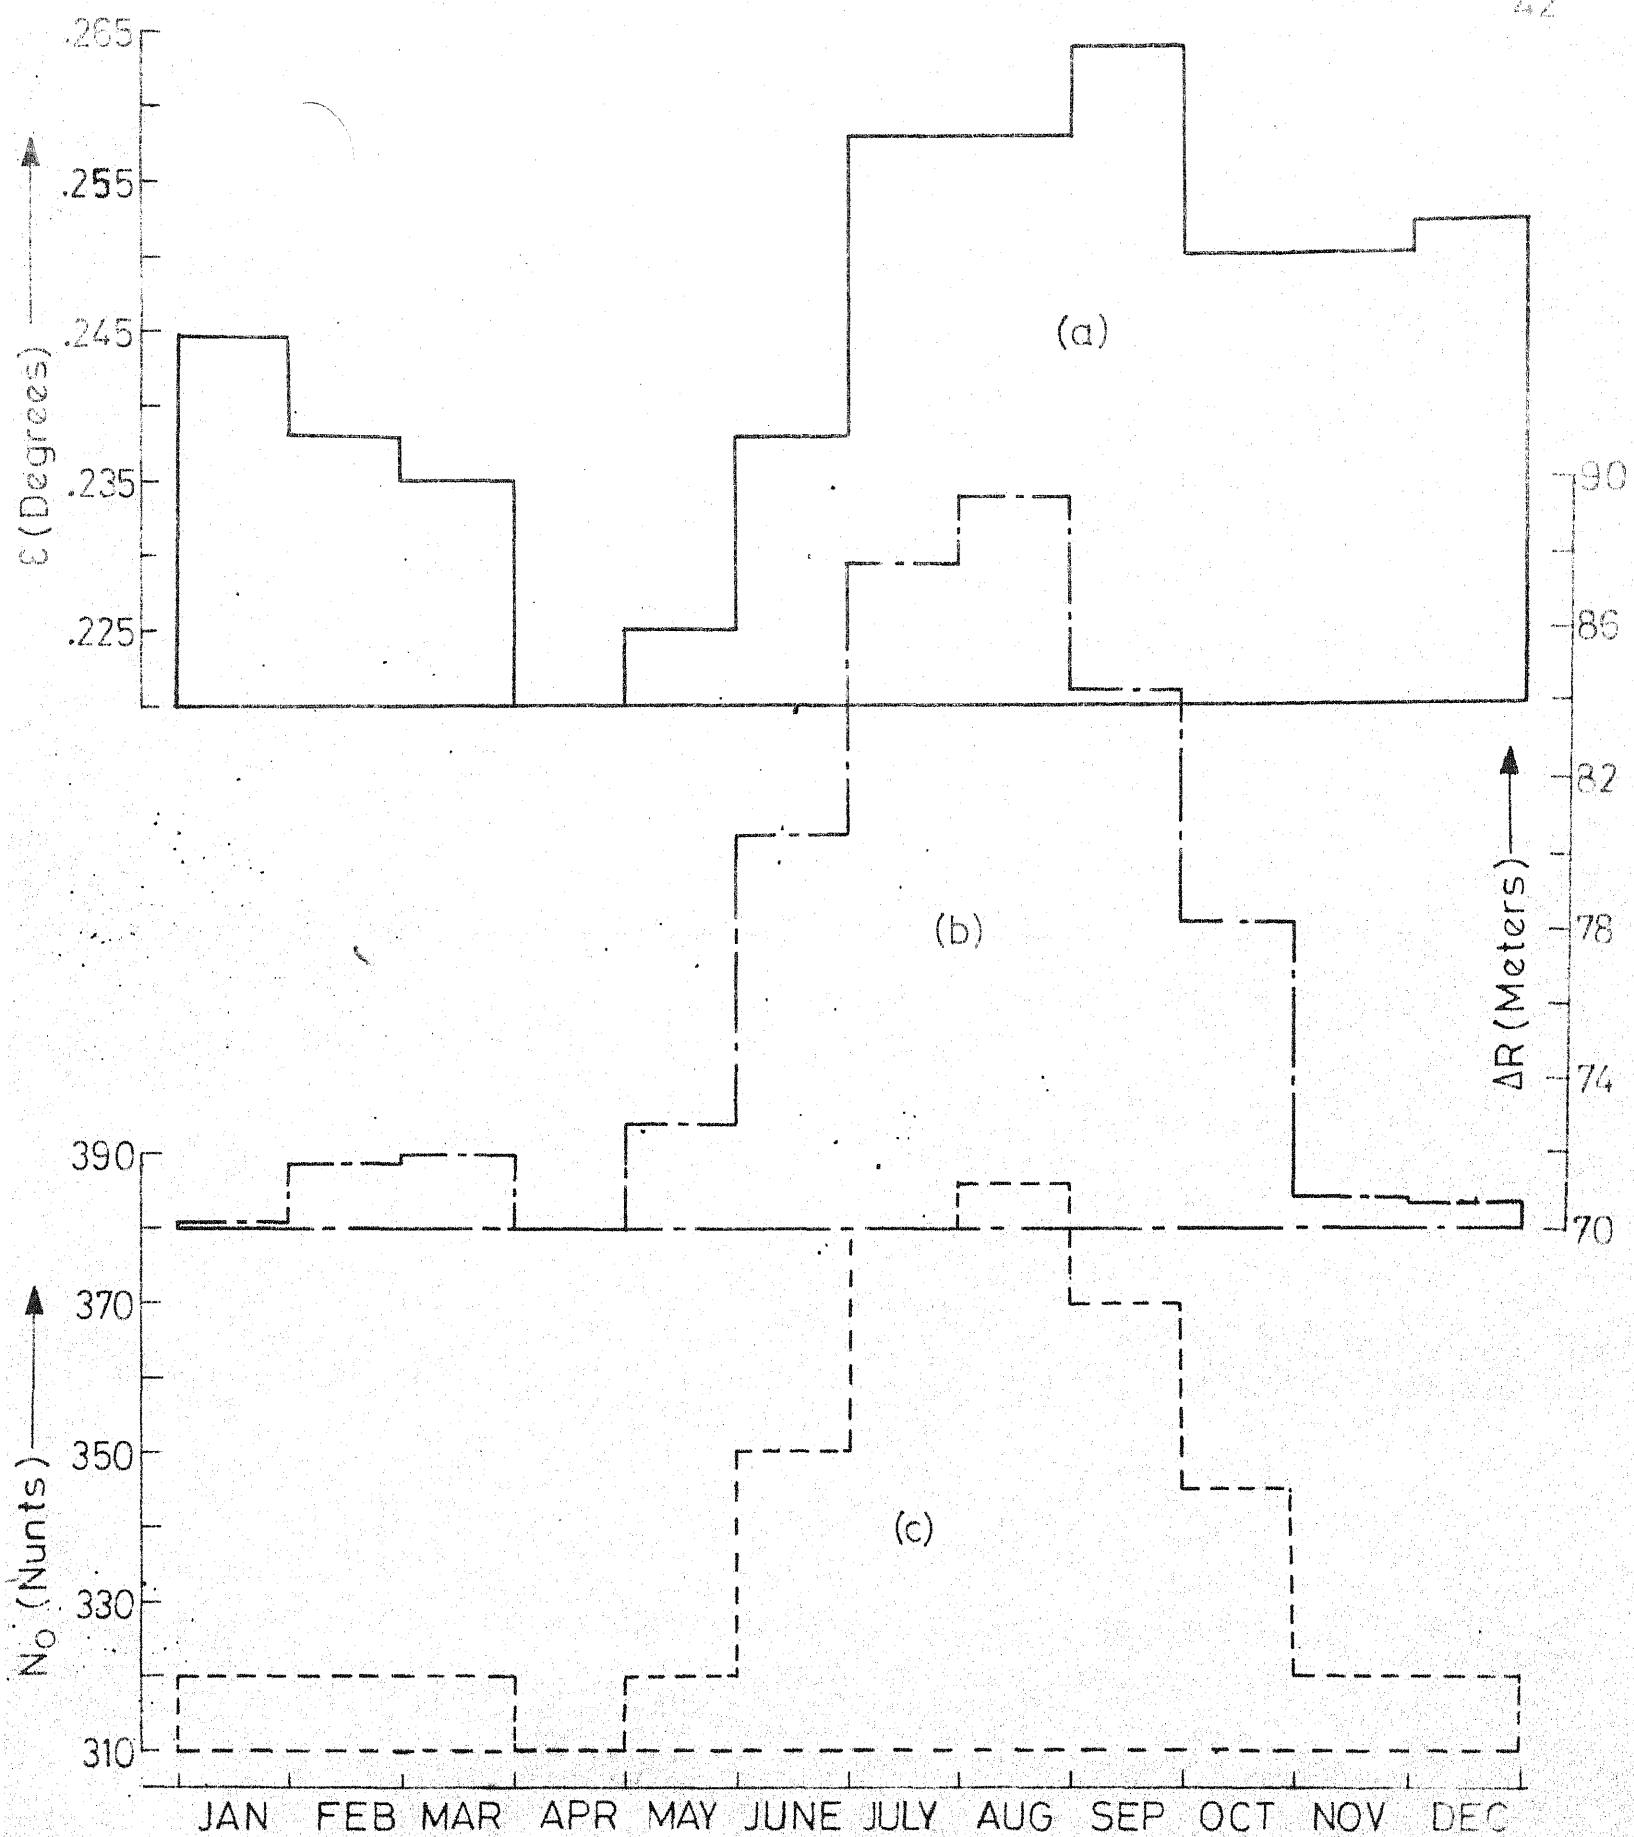 42
.265
.255
.245
.235
.225
ε (Degrees)
(a)
90
86
82
78
74
70
ΔR (Meters)
(b)
390
370
350
330
310
N₀ (Nunts)
(c)
JAN FEB MAR APR MAY JUNE JULY AUG SEP OCT NOV DEC